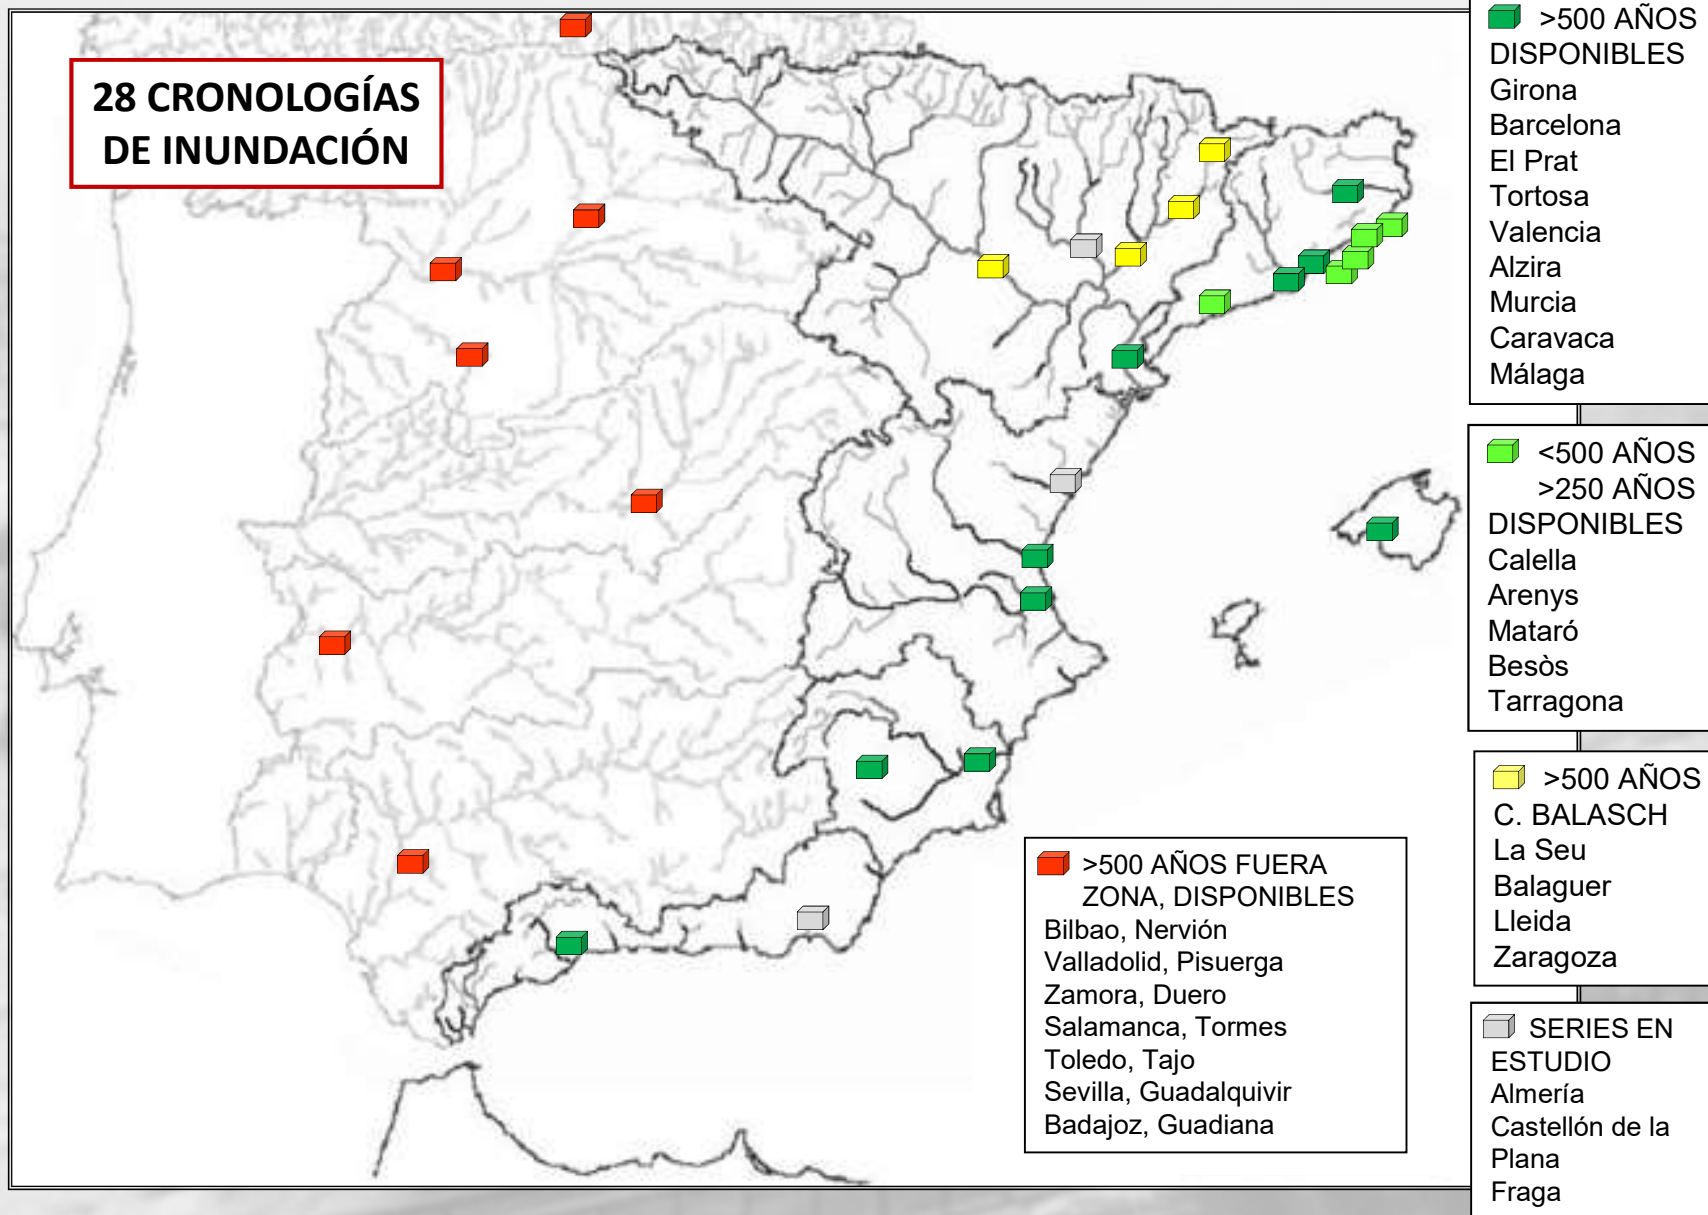 28 CRONOLOGÍAS
DE INUNDACIÓN
>500 AÑOS
DISPONIBLES
Girona
Barcelona
El Prat
Tortosa
Valencia
Alzira
Murcia
Caravaca
Málaga
<500 AÑOS
>250 AÑOS
DISPONIBLES
Calella
Arenys
Mataró
Besòs
Tarragona
>500 AÑOS
C. BALASCH
La Seu
Balaguer
Lleida
Zaragoza
SERIES EN
ESTUDIO
Almería
Castellón de la
Plana
Fraga
>500 AÑOS FUERA
ZONA, DISPONIBLES
Bilbao, Nervión
Valladolid, Pisuerga
Zamora, Duero
Salamanca, Tormes
Toledo, Tajo
Sevilla, Guadalquivir
Badajoz, Guadiana